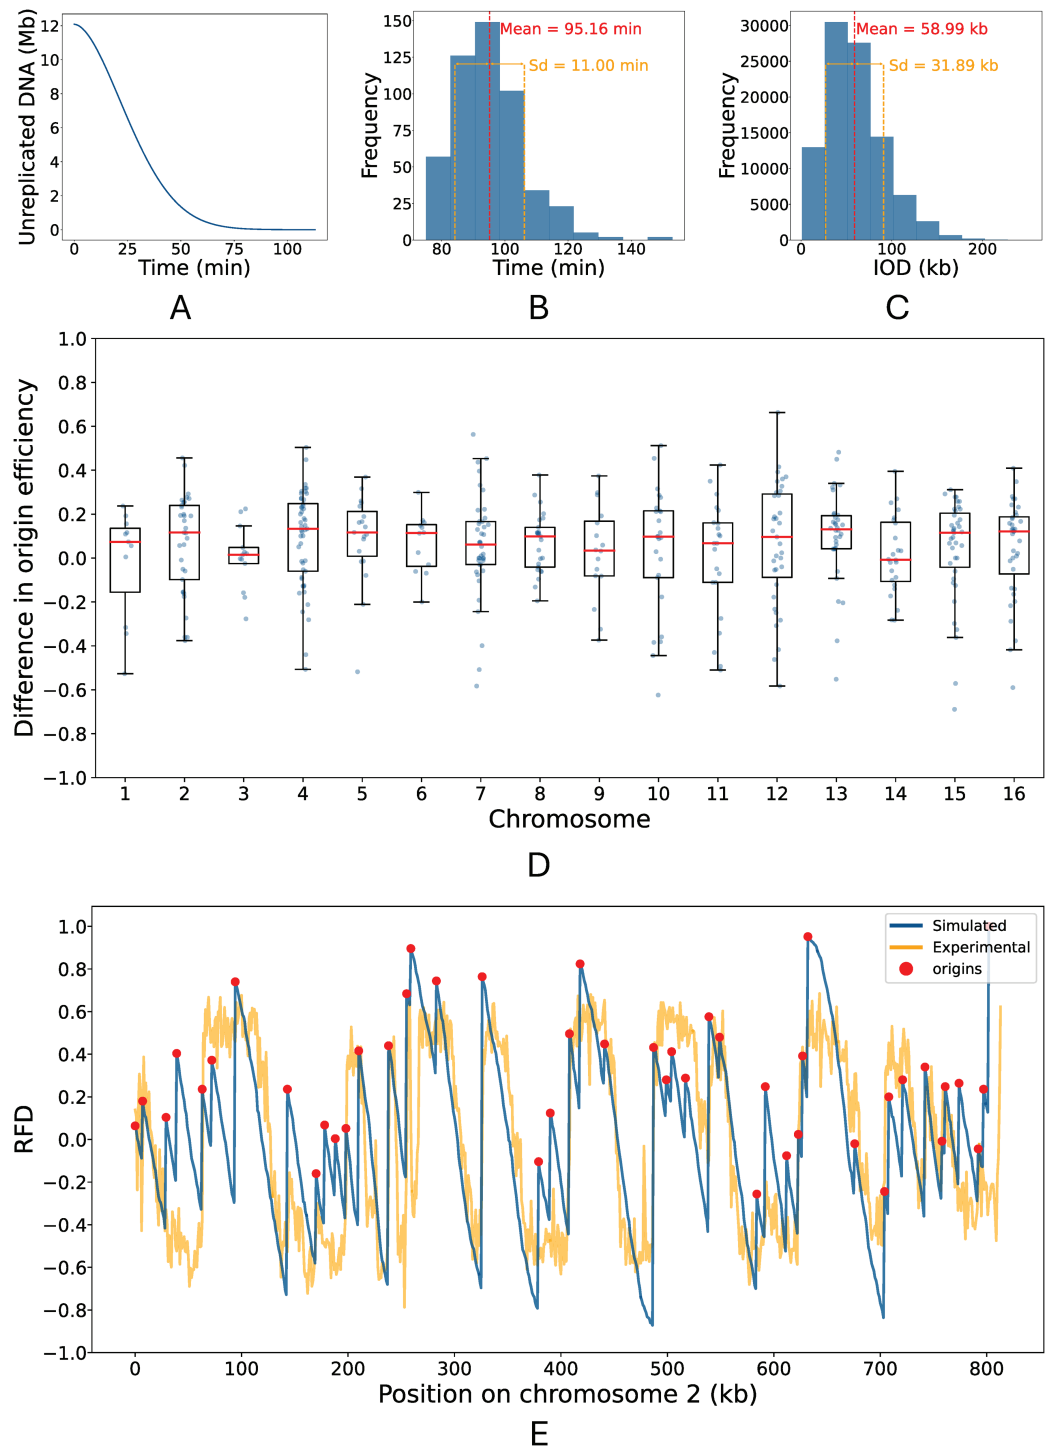 Unreplicated DNA (Mb)
12
10
8
6
4
2
0
0 25 50 75 100
Time (min)
A
Frequency
150
125
100
75
50
25
0
Mean = 95.16 min
Sd = 11.00 min
80 100 120 140
Time (min)
B
Frequency
30000
25000
20000
15000
10000
5000
0
Mean = 58.99 kb
Sd = 31.89 kb
0 100 200
IOD (kb)
C
Difference in origin efficiency
1.0
0.8
0.6
0.4
0.2
0.0
−0.2
−0.4
−0.6
−0.8
−1.0
1 2 3 4 5 6 7 8 9 10 11 12 13 14 15 16
Chromosome
D
RFD
1.0
0.8
0.6
0.4
0.2
0.0
−0.2
−0.4
−0.6
−0.8
−1.0
Simulated
Experimental
origins
0 100 200 300 400 500 600 700 800
Position on chromosome 2 (kb)
E